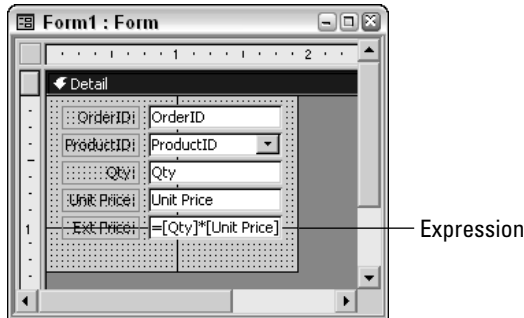 Form1 : Form
1 2
Detail
OrderID: OrderID
ProductID: ProductID
Qty: Qty
Unit Price: Unit Price
1 Ext Price: =[Qty]*[Unit Price] Expression